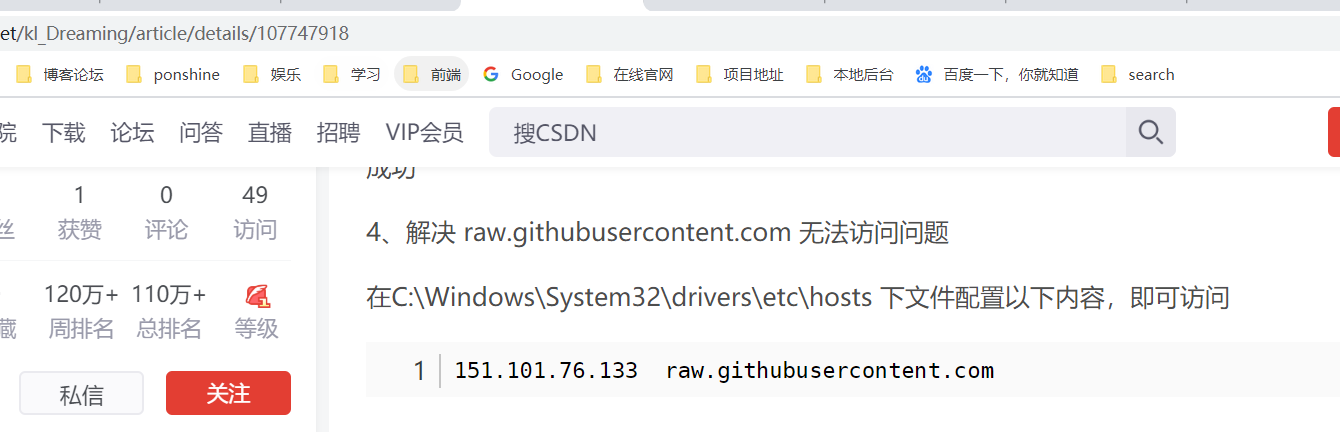 et/kl_Dreaming/article/details/107747918
博客论坛 ponshine 娱乐 学习 前端 Google 在线官网 项目地址 本地后台 百度一下，你就知道 search
院 下载 论坛 问答 直播 招聘 VIP会员 搜CSDN
成功
1 0 49
丝 获赞 评论 访问
120万+ 110万+
藏 周排名 总排名 等级
私信 关注
4、解决 raw.githubusercontent.com 无法访问问题
在C:\Windows\System32\drivers\etc\hosts 下文件配置以下内容，即可访问
1 151.101.76.133 raw.githubusercontent.com